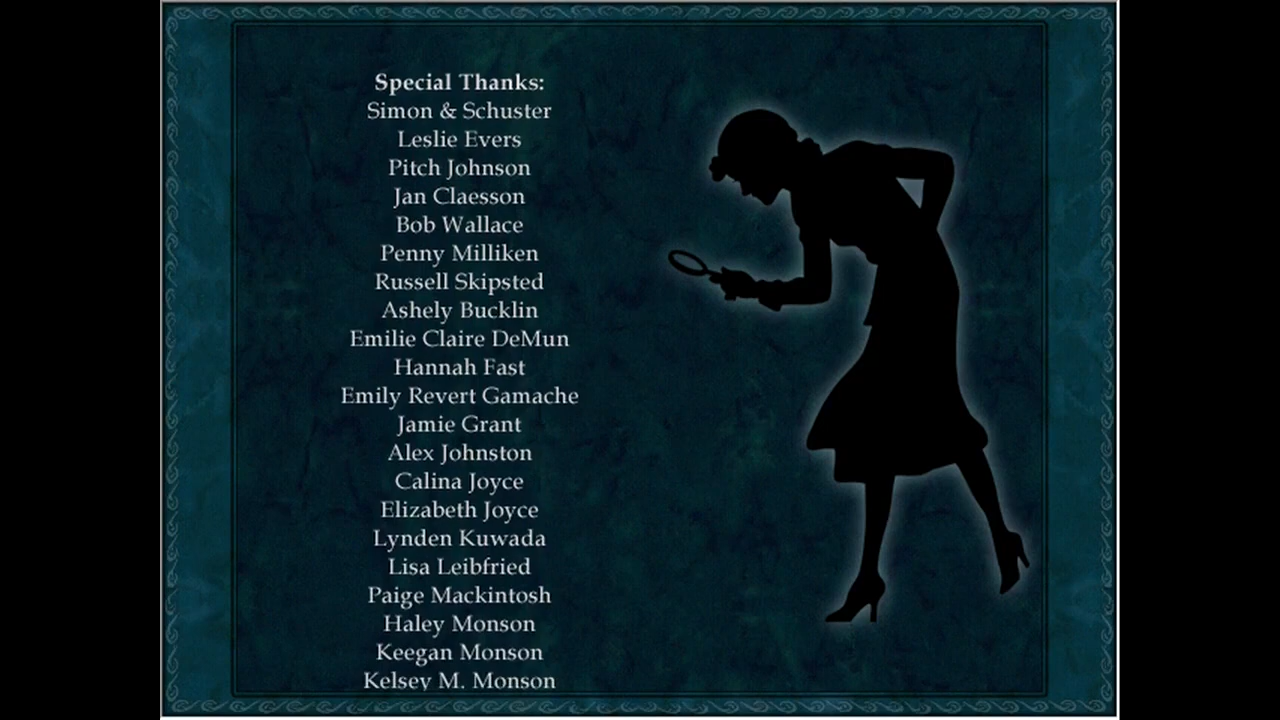 Special Thanks:
Simon & Schuster
Leslie Evers
Pitch Johnson
Jan Claesson
Bob Wallace
Penny Milliken
Russell Skipsted
Ashely Bucklin
Emilie Claire DeMun
Hannah Fast
Emily Revert Gamache
Jamie Grant
Alex Johnston
Calina Joyce
Elizabeth Joyce
Lynden Kuwada
Lisa Leibfried
Paige Mackintosh
Haley Monson
Keegan Monson
Kelsey M. Monson